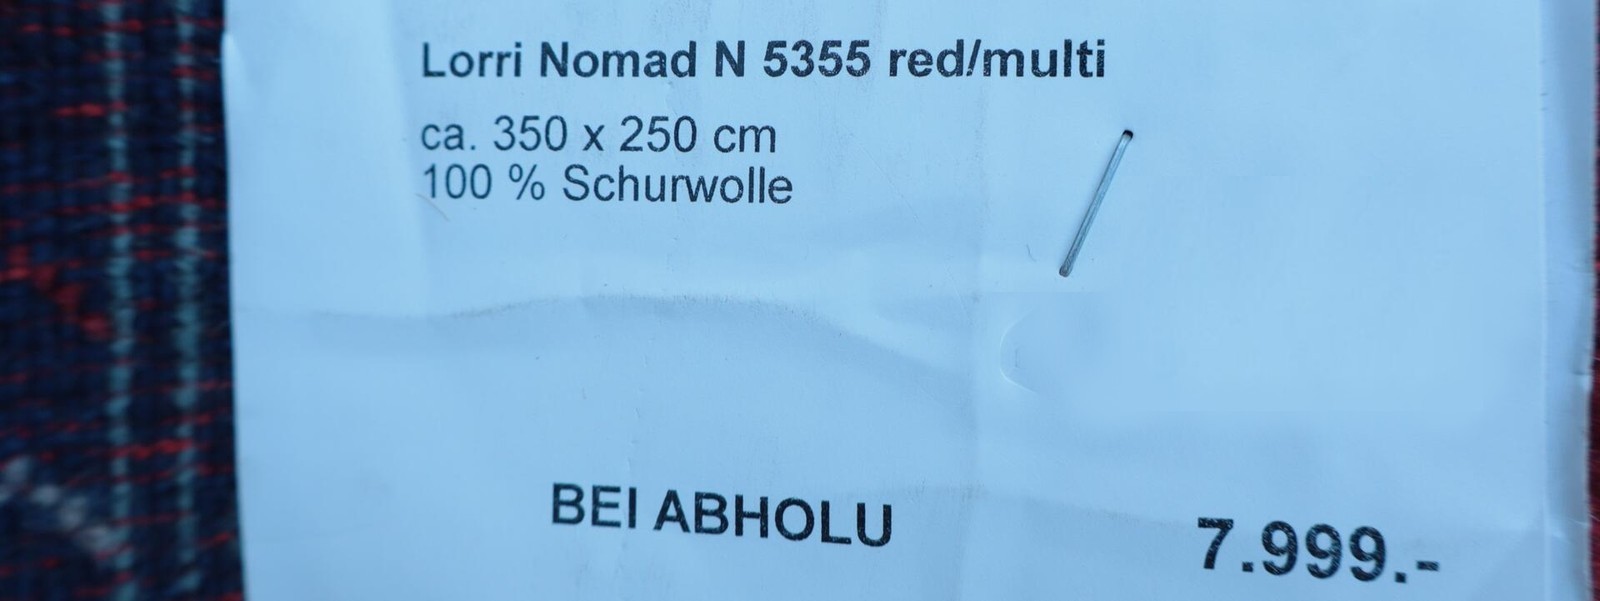 Lorri Nomad N 5355 red/multi
ca. 350 x 250 cm
100 % Schurwolle
BEI ABHOLU 7.999.-